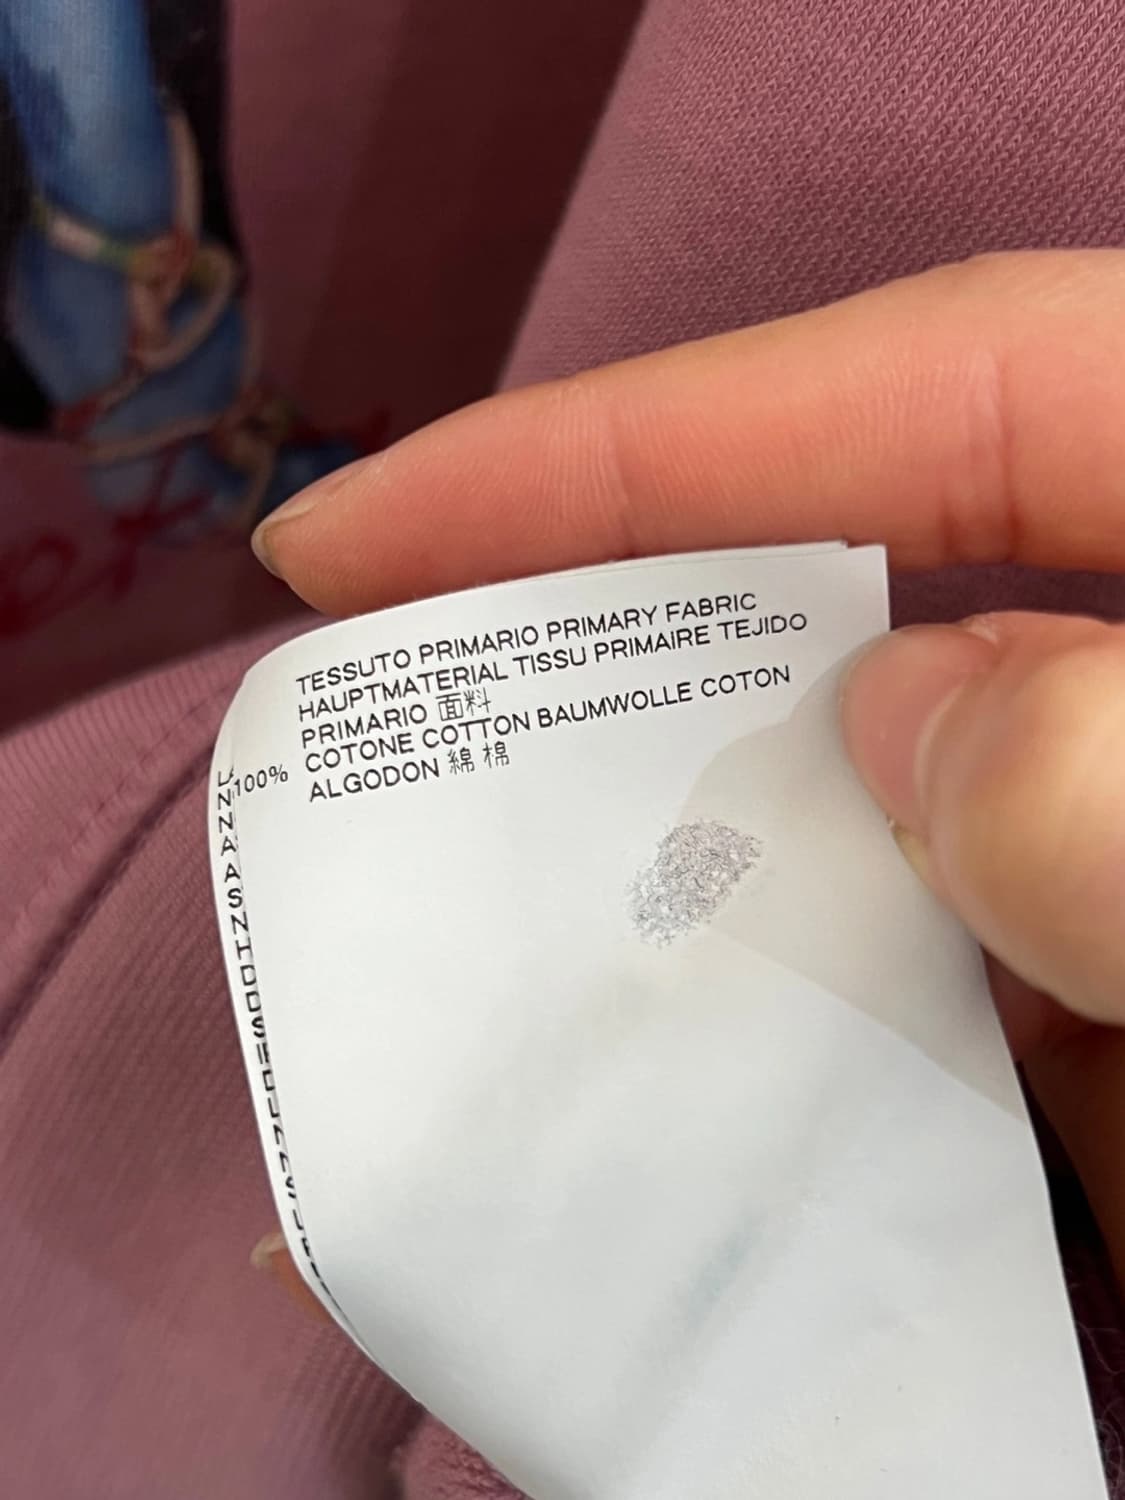 TESSUTO PRIMARIO PRIMARY FABRIC
HAUPTMATERIAL TISSU PRIMAIRE TEJIDO
PRIMARIO 面料
100% COTONE COTTON BAUMWOLLE COTON
ALGODON 綿 棉